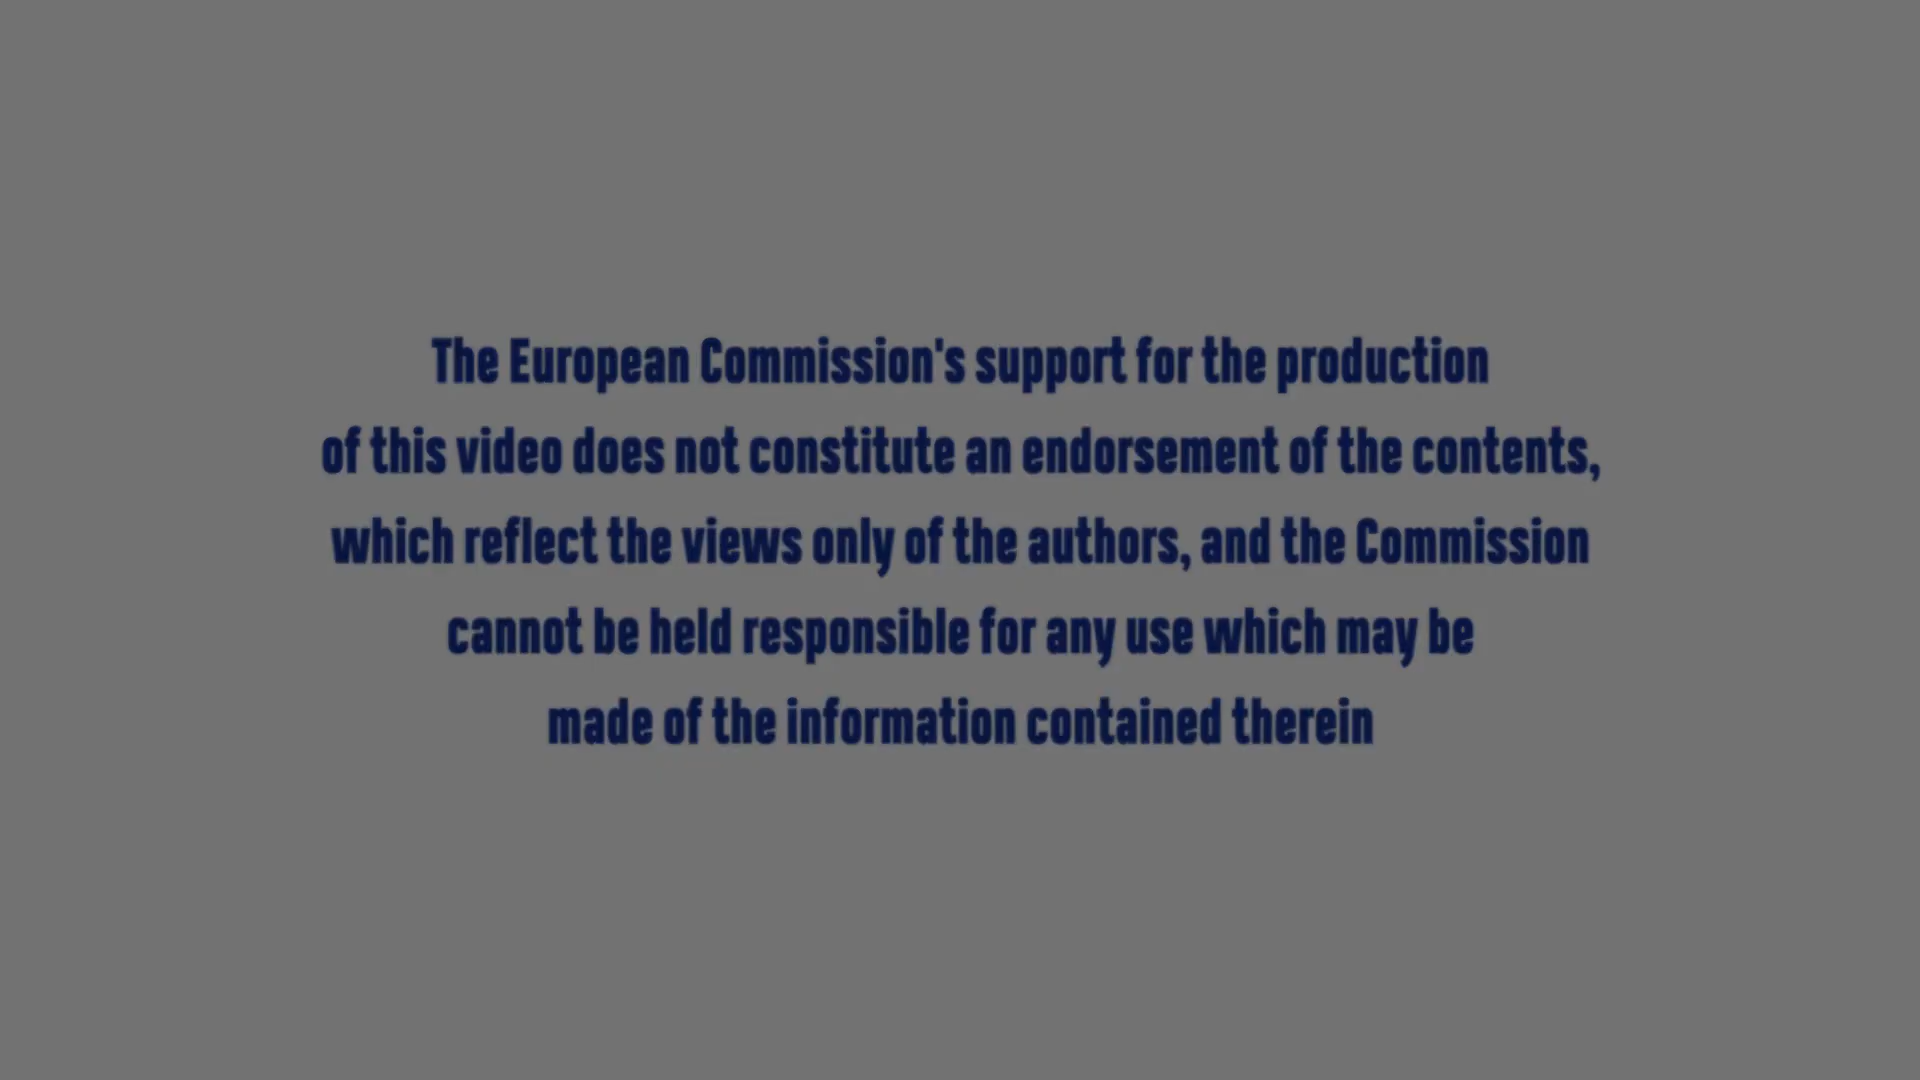 The European Commission's support for the production
of this video does not constitute an endorsement of the contents,
which reflect the views only of the authors, and the Commission
cannot be held responsible for any use which may be
made of the information contained therein